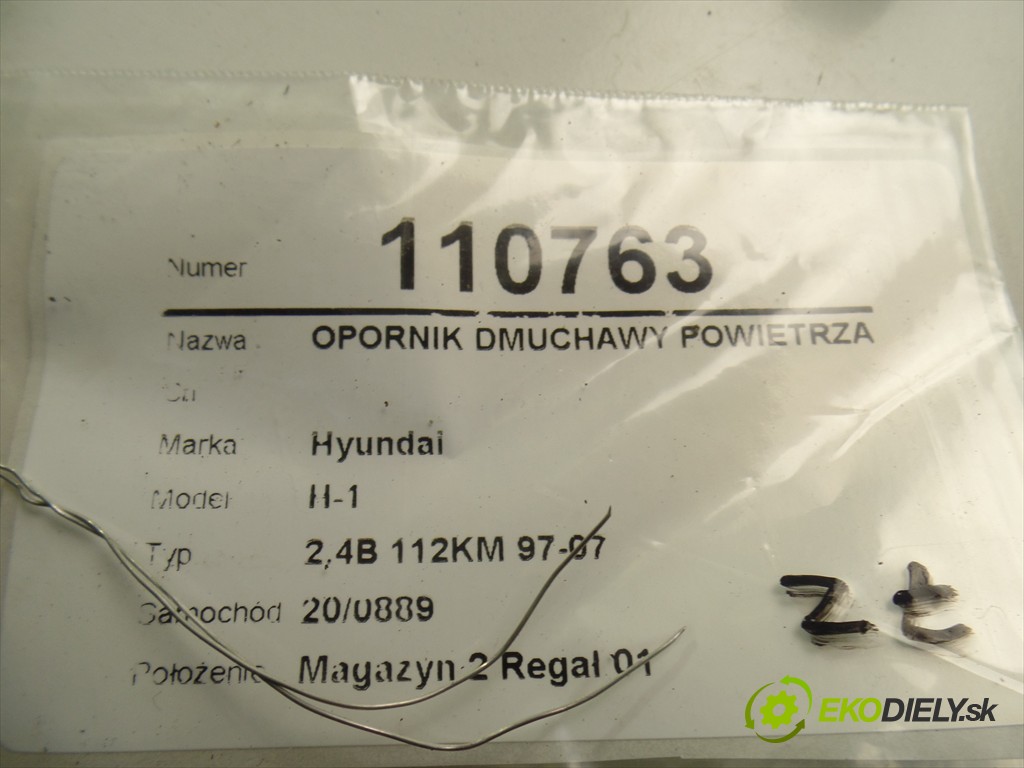 Numer 110763
Nazwa OPORNIK DMUCHAWY POWIETRZA
Marka Hyundai
Model H-1
Typ 2,4B 112KM 97-07
Samochód 20/0889
Położenie Magazyn 2 Regał 01
zł
EKODIELY.sk